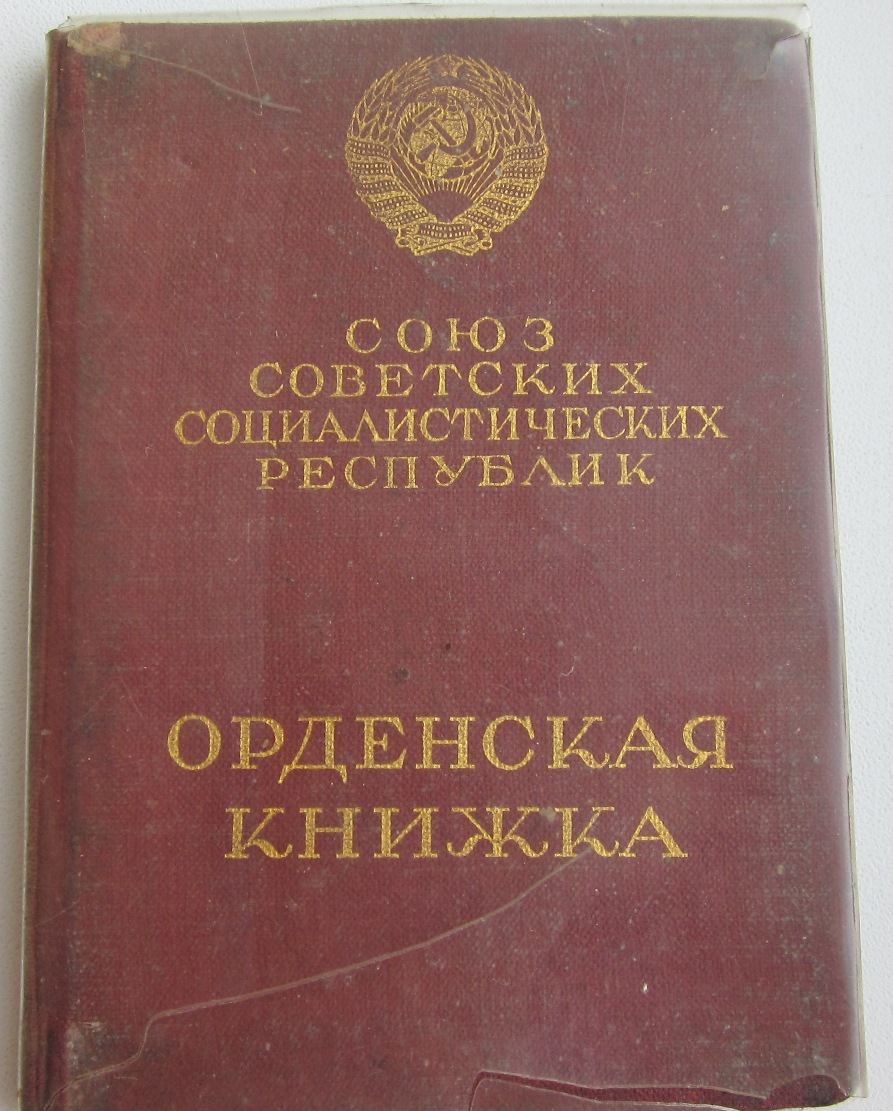 СОЮЗ
СОВЕТСКИХ
СОЦИАЛИСТИЧЕСКИХ
РЕСПУБЛИК
ОРДЕНСКАЯ
КНИЖКА